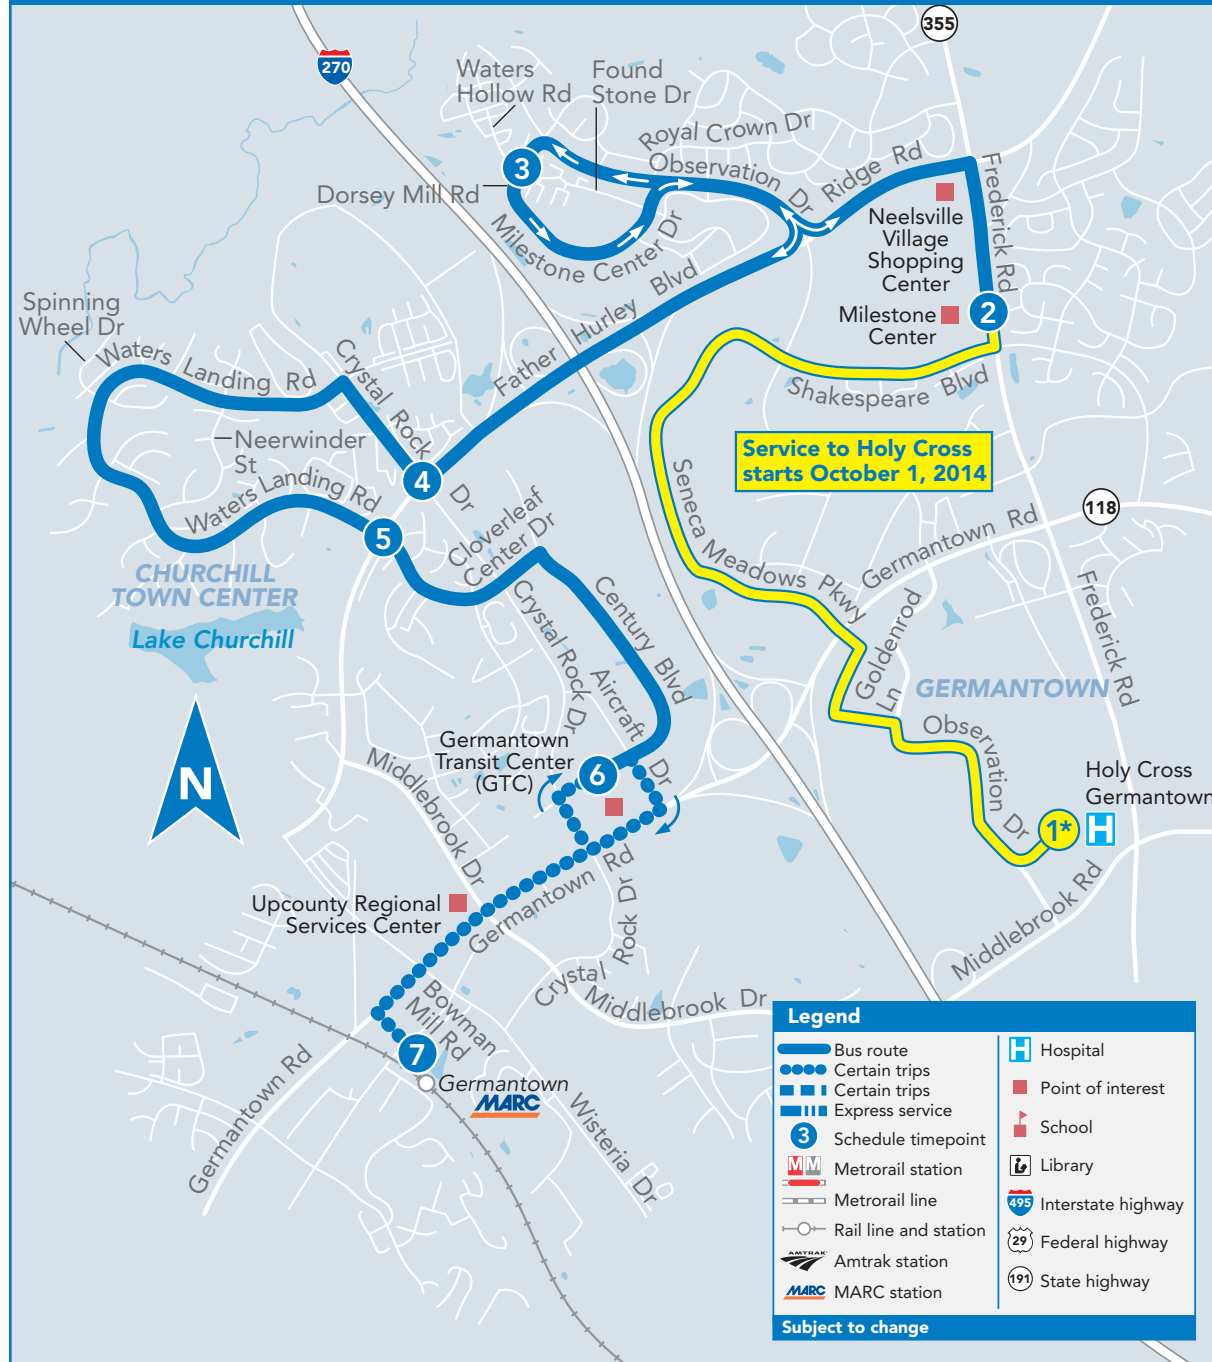 355
270
Waters
Hollow Rd
Found
Stone Dr
Royal Crown Dr
Observation Dr
Ridge Rd
Frederick Rd
3
Dorsey Mill Rd
Milestone Center Dr
Neelsville
Village
Shopping
Center
Milestone
Center
2
Spinning
Wheel Dr
Waters Landing Rd
Crystal Rock Dr
Father Hurley Blvd
Shakespeare Blvd
Neerwinder
St
Service to Holy Cross
starts October 1, 2014
4
Waters Landing Rd
5
Cloverleaf
Center Dr
Seneca Meadows Pkwy
Germantown Rd
118
CHURCHILL
TOWN CENTER
Lake Churchill
Crystal Rock Dr
Century Blvd
Aircraft Dr
Goldenrod
Ln
Frederick Rd
GERMANTOWN
Observation Dr
N
Germantown
Transit Center
(GTC)
6
Middlebrook Dr
Holy Cross
Germantown
1*
H
Germantown Rd
Upcounty Regional
Services Center
Crystal Rock Dr
Middlebrook Rd
Middlebrook Dr
Bowman
Mill Rd
7
Germantown
MARC
Germantown Rd
Wisteria Dr
Legend
Bus route
Certain trips
Certain trips
Express service
3 Schedule timepoint
M M Metrorail station
Metrorail line
Rail line and station
AMTRAK Amtrak station
MARC MARC station
H Hospital
Point of interest
School
Library
495 Interstate highway
29 Federal highway
191 State highway
Subject to change